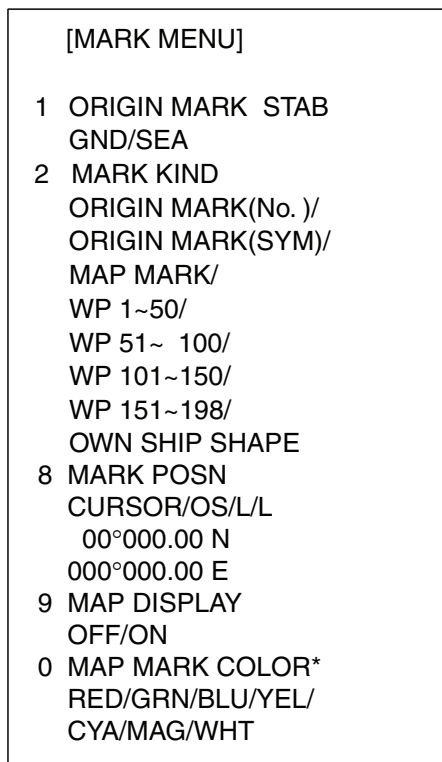 [MARK MENU]
1 ORIGIN MARK STAB
GND/SEA
2 MARK KIND
ORIGIN MARK(No. )/
ORIGIN MARK(SYM)/
MAP MARK/
WP 1~50/
WP 51~ 100/
WP 101~150/
WP 151~198/
OWN SHIP SHAPE
8 MARK POSN
CURSOR/OS/L/L
00°000.00 N
000°000.00 E
9 MAP DISPLAY
OFF/ON
0 MAP MARK COLOR*
RED/GRN/BLU/YEL/
CYA/MAG/WHT